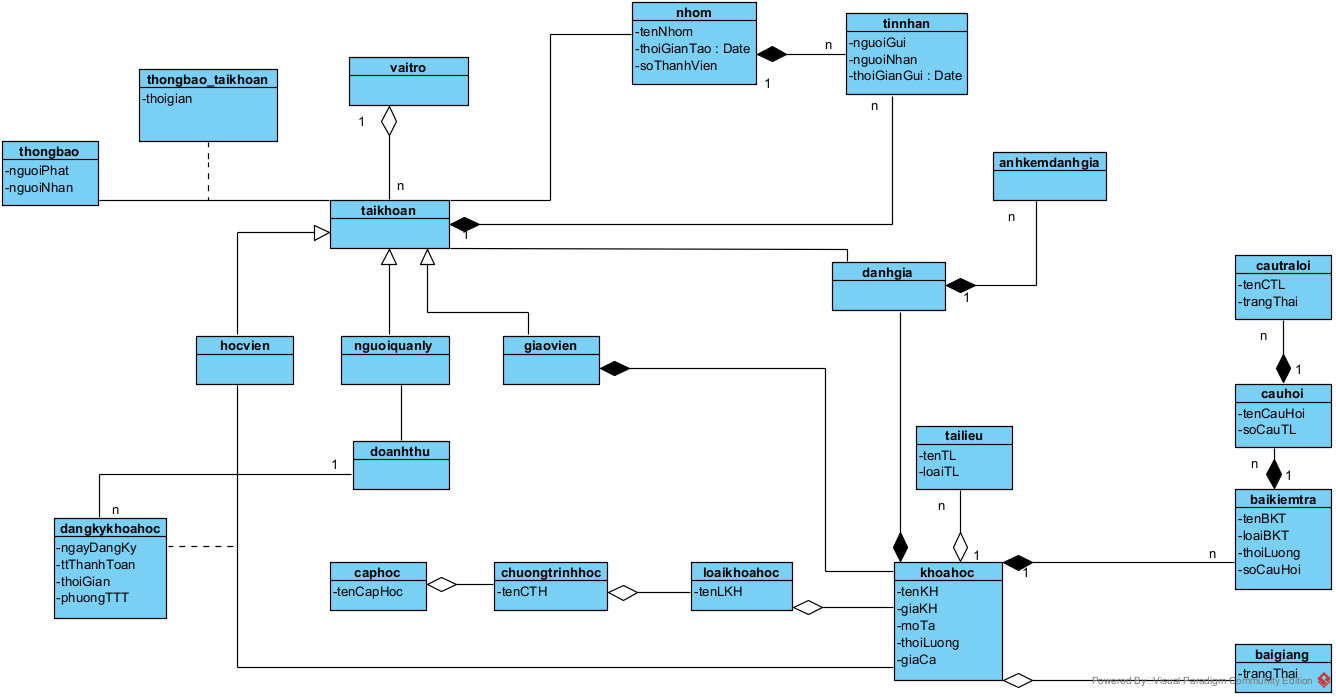 nhom
-tenNhom
-thoiGianTao : Date
-soThanhVien
1
n
tinnhan
-nguoiGui
-nguoiNhan
-thoiGianGui : Date
n
vaitro
1
n
thongbao_taikhoan
-thoigian
thongbao
-nguoiPhat
-nguoiNhan
taikhoan
1
anhkemdanhgia
n
danhgia
1
cautraloi
-tenCTL
-trangThai
n
1
hocvien
nguoiquanly
giaovien
cauhoi
-tenCauHoi
-soCauTL
n
1
doanhthu
1
n
tailieu
-tenTL
-loaiTL
n
1
baikiemtra
-tenBKT
-loaiBKT
-thoiLuong
-soCauHoi
n
1
dangkykhoahoc
-ngayDangKy
-ttThanhToan
-thoiGian
-phuongTTT
caphoc
-tenCapHoc
chuongtrinhhoc
-tenCTH
loaikhoahoc
-tenLKH
khoahoc
-tenKH
-giaKH
-moTa
-thoiLuong
-giaCa
baigiang
-trangThai
Powered By: Visual Paradigm Community Edition